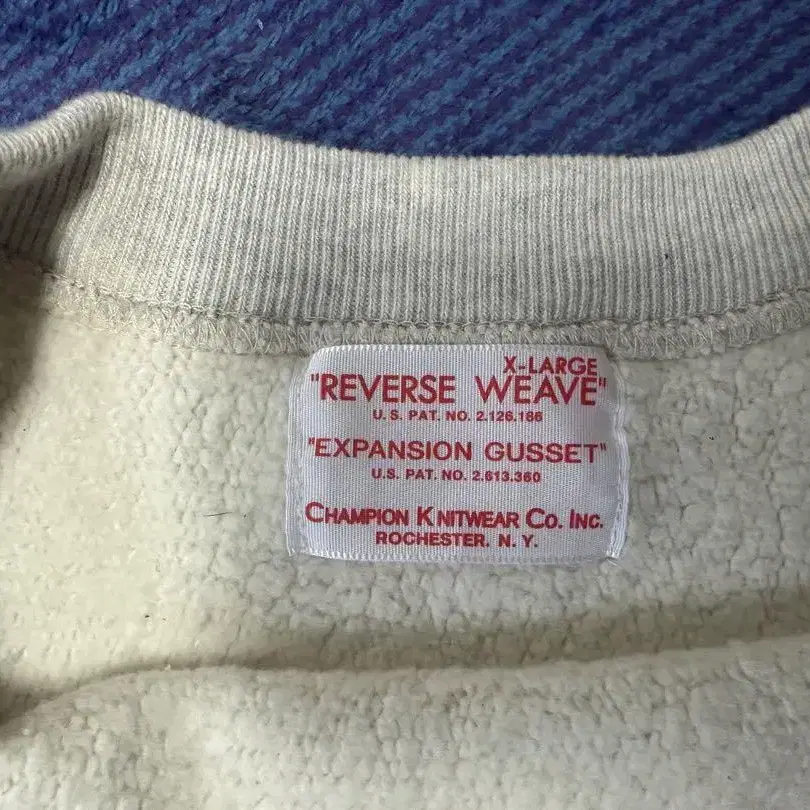 X-LARGE
"REVERSE WEAVE"
U. S. PAT. NO. 2.126.186
"EXPANSION GUSSET"
U. S. PAT. NO. 2.613.360
CHAMPION KNITWEAR CO. INC.
ROCHESTER. N. Y.